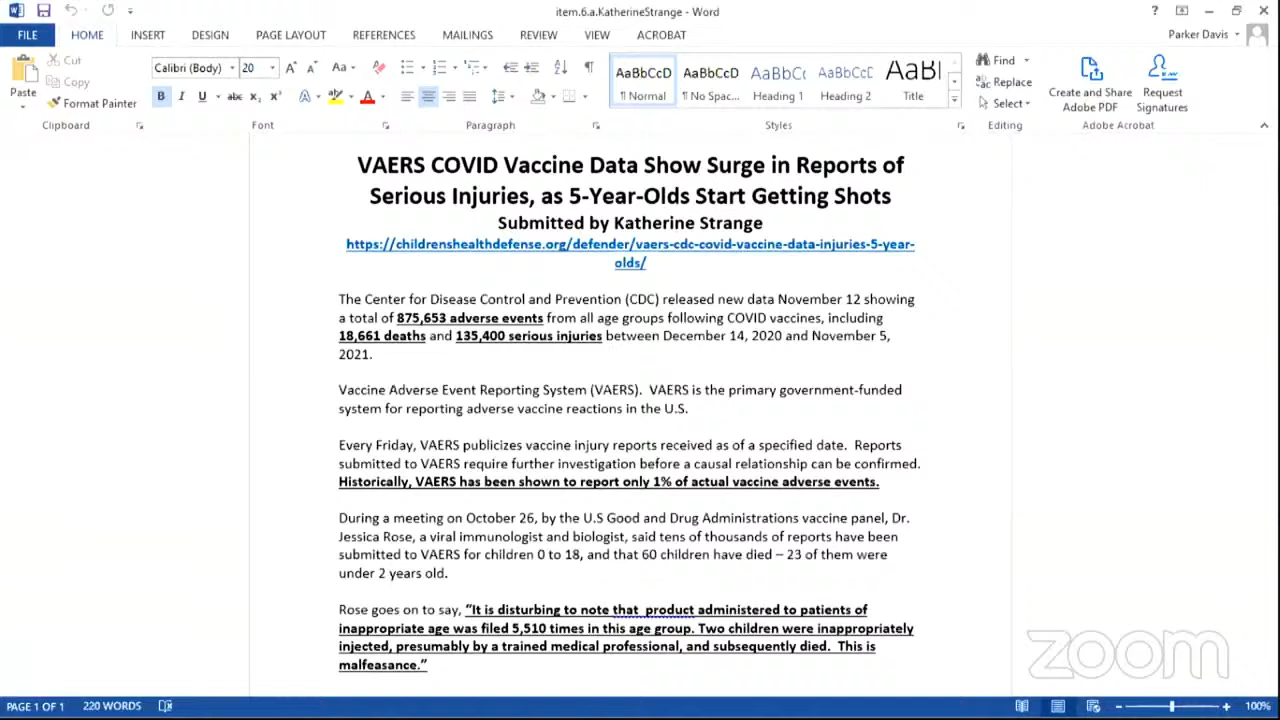 item.6.a.KatherineStrange - Word
FILE HOME INSERT DESIGN PAGE LAYOUT REFERENCES MAILINGS REVIEW VIEW ACROBAT Parker Davis
Cut
Copy
Format Painter
Paste
Clipboard
Calibri (Body) 20
Font
Paragraph
AaBbCcD AaBbCcD AaBbCc AaBbCcD AaBl
¶ Normal ¶ No Spac... Heading 1 Heading 2 Title
Styles
Find
Replace
Select
Editing
Create and Share Request
Adobe PDF Signatures
Adobe Acrobat
VAERS COVID Vaccine Data Show Surge in Reports of
Serious Injuries, as 5-Year-Olds Start Getting Shots
Submitted by Katherine Strange
https://childrenshealthdefense.org/defender/vaers-cdc-covid-vaccine-data-injuries-5-year-
olds/
The Center for Disease Control and Prevention (CDC) released new data November 12 showing
a total of 875,653 adverse events from all age groups following COVID vaccines, including
18,661 deaths and 135,400 serious injuries between December 14, 2020 and November 5,
2021.
Vaccine Adverse Event Reporting System (VAERS).  VAERS is the primary government-funded
system for reporting adverse vaccine reactions in the U.S.
Every Friday, VAERS publicizes vaccine injury reports received as of a specified date.  Reports
submitted to VAERS require further investigation before a causal relationship can be confirmed.
Historically, VAERS has been shown to report only 1% of actual vaccine adverse events.
During a meeting on October 26, by the U.S Good and Drug Administrations vaccine panel, Dr.
Jessica Rose, a viral immunologist and biologist, said tens of thousands of reports have been
submitted to VAERS for children 0 to 18, and that 60 children have died – 23 of them were
under 2 years old.
Rose goes on to say, “It is disturbing to note that  product administered to patients of
inappropriate age was filed 5,510 times in this age group. Two children were inappropriately
injected, presumably by a trained medical professional, and subsequently died.  This is
malfeasance.”
zoom
PAGE 1 OF 1 220 WORDS 100%